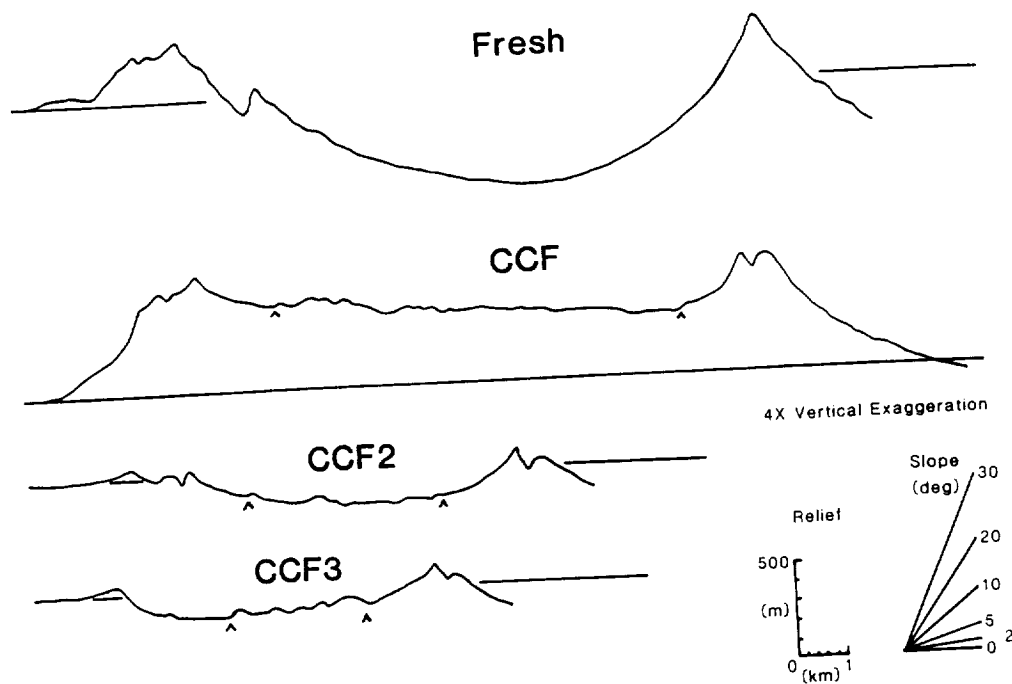 Fresh
CCF
4X Vertical Exaggeration
CCF2
Slope
(deg)
30
Relief
20
CCF3
500
10
(m)
5
2
0
0
(km)
1